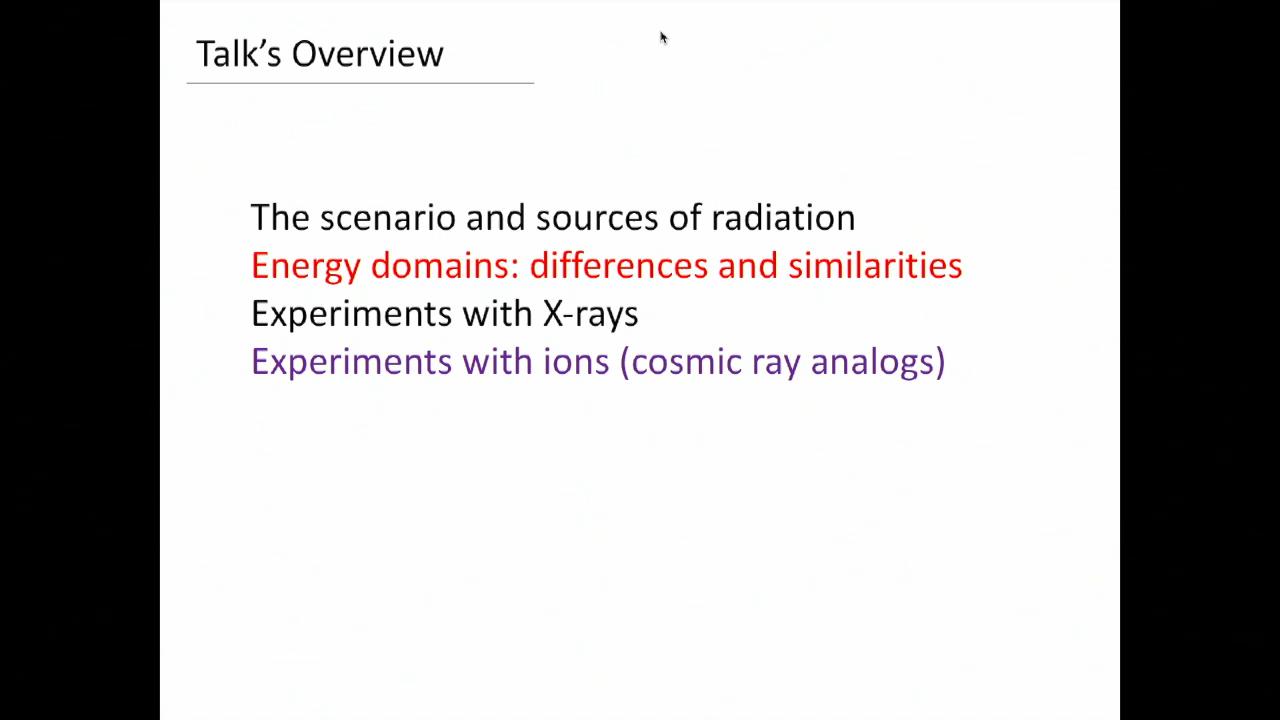 Talk’s Overview
The scenario and sources of radiation
Energy domains: differences and similarities
Experiments with X-rays
Experiments with ions (cosmic ray analogs)